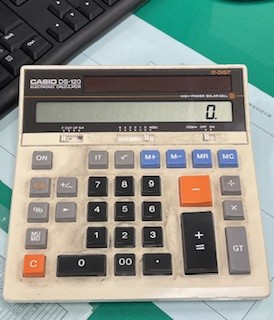 12-DIGIT
CASIO DS-120
ELECTRONIC CALCULATOR
HIGH POWER SOLAR CELL
0.
ON IT √ M+ M- MR MC
CA +/- 7 8 9 - ÷
% ► 4 5 6 ×
MU
MD 1 2 3 + = GT
C 0 00 ·